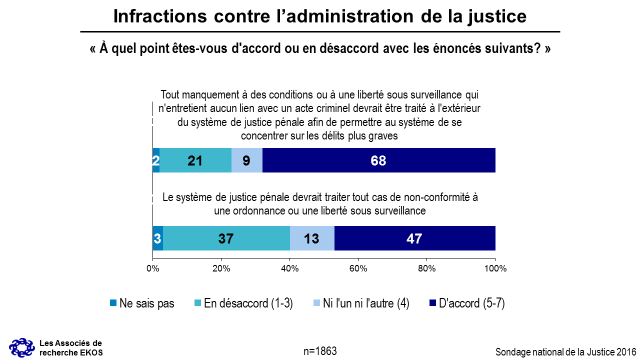 Infractions contre l’administration de la justice
« À quel point êtes-vous d'accord ou en désaccord avec les énoncés suivants? »
Tout manquement à des conditions ou à une liberté sous surveillance qui
n'entretient aucun lien avec un acte criminel devrait être traité à l'extérieur
du système de justice pénale afin de permettre au système de se
concentrer sur les délits plus graves
2 21 9 68
Le système de justice pénale devrait traiter tout cas de non-conformité à
une ordonnance ou une liberté sous surveillance
3 37 13 47
0% 20% 40% 60% 80% 100%
Ne sais pas En désaccord (1-3) Ni l'un ni l'autre (4) D'accord (5-7)
Les Associés de
recherche EKOS
n=1863
Sondage national de la Justice 2016